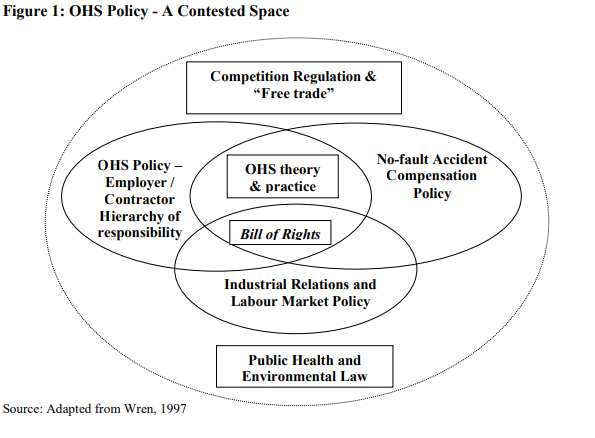 Figure 1: OHS Policy - A Contested Space
Competition Regulation &
“Free trade”
OHS Policy –
Employer /
Contractor
Hierarchy of
responsibility
OHS theory
& practice
No-fault Accident
Compensation
Policy
Bill of Rights
Industrial Relations and
Labour Market Policy
Public Health and
Environmental Law
Source: Adapted from Wren, 1997